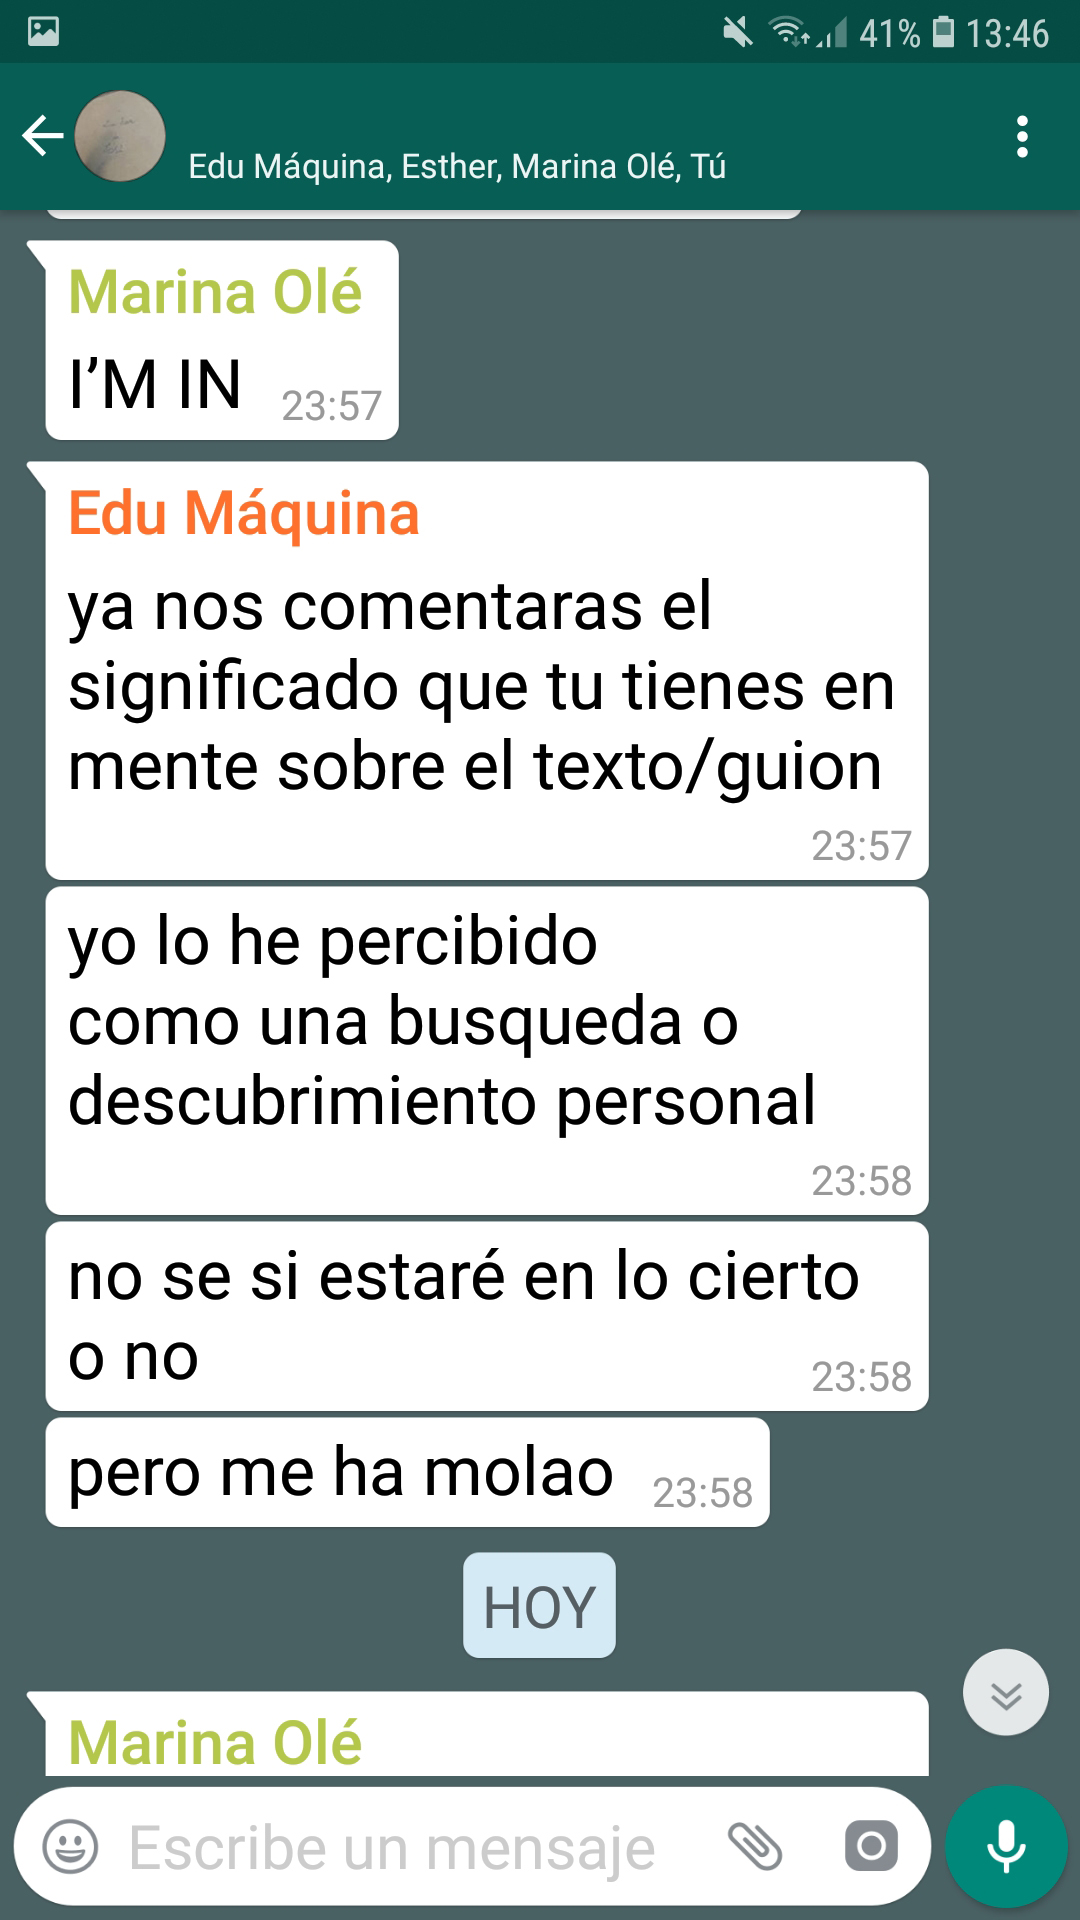 41% 13:46
Edu Máquina, Esther, Marina Olé, Tú
Marina Olé
I'M IN 23:57
Edu Máquina
ya nos comentaras el
significado que tu tienes en
mente sobre el texto/guion
23:57
yo lo he percibido
como una busqueda o
descubrimiento personal
23:58
no se si estaré en lo cierto
o no 23:58
pero me ha molao 23:58
HOY
Marina Olé
Escribe un mensaje